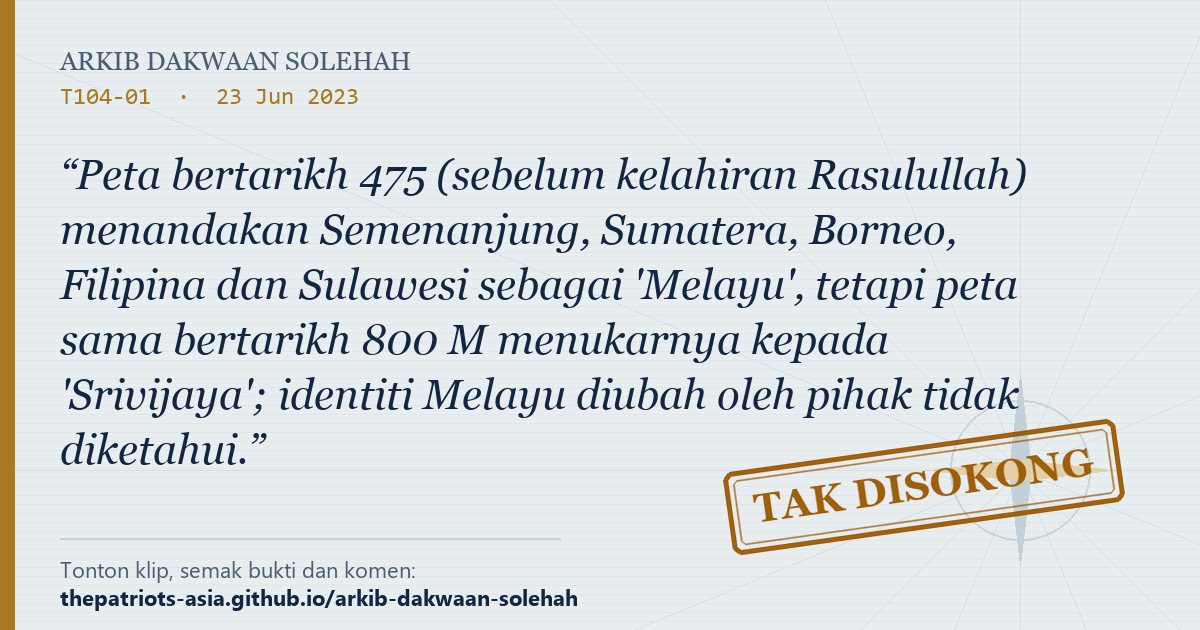 ARKIB DAKWAAN SOLEHAH
T104-01 · 23 Jun 2023
“Peta bertarikh 475 (sebelum kelahiran Rasulullah)
menandakan Semenanjung, Sumatera, Borneo,
Filipina dan Sulawesi sebagai 'Melayu', tetapi peta
sama bertarikh 800 M menukarnya kepada
'Srivijaya'; identiti Melayu diubah oleh pihak tidak
diketahui.”
TAK DISOKONG
Tonton klip, semak bukti dan komen:
thepatriots-asia.github.io/arkib-dakwaan-solehah